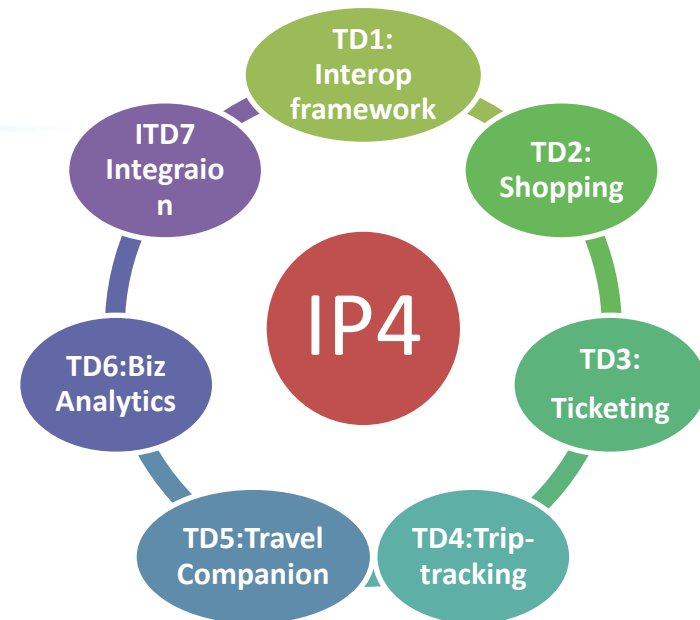 TD1:
Interop
framework
TD2:
Shopping
TD3:
Ticketing
TD4:Trip-
tracking
TD5:Travel
Companion
TD6:Biz
Analytics
ITD7
Integraio
n
IP4